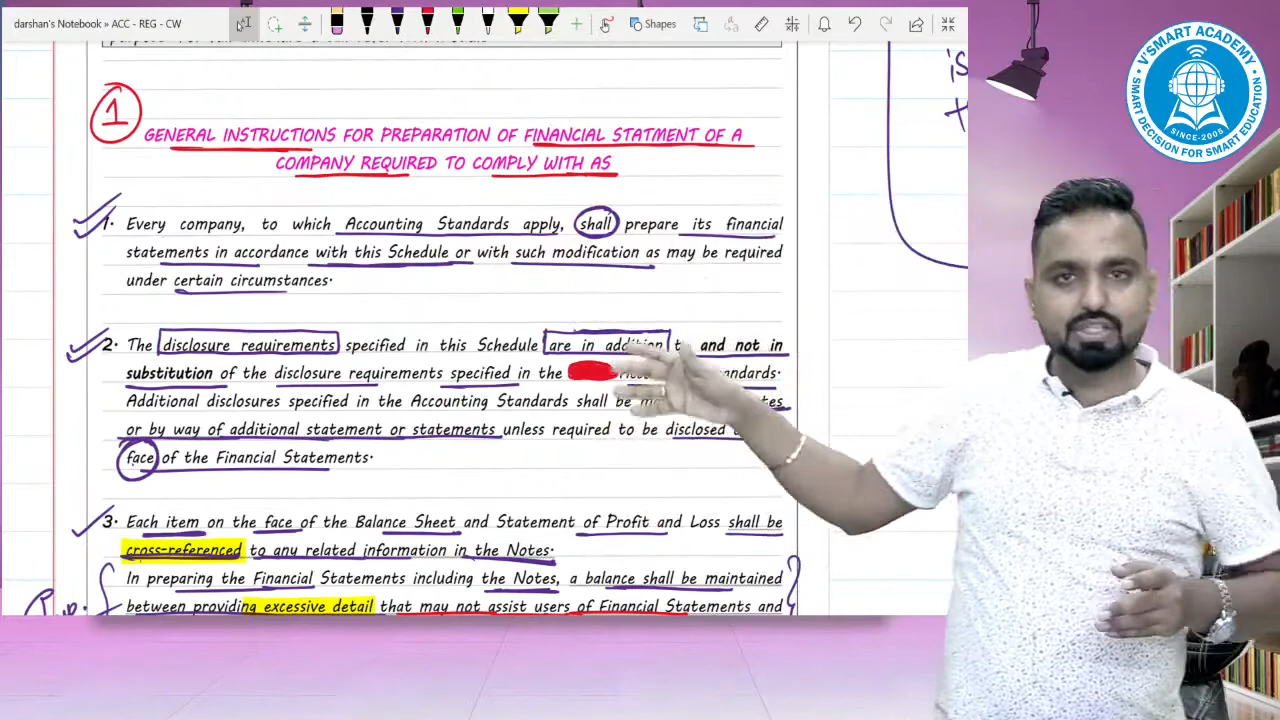 darshan's Notebook » ACC - REG - CW
Shapes
1
GENERAL INSTRUCTIONS FOR PREPARATION OF FINANCIAL STATMENT OF A
COMPANY REQUIRED TO COMPLY WITH AS
1. Every company, to which Accounting Standards apply, shall prepare its financial
statements in accordance with this Schedule or with such modification as may be required
under certain circumstances.
2. The disclosure requirements specified in this Schedule are in addition to and not in
substitution of the disclosure requirements specified in the
Additional disclosures specified in the Accounting Standards shall be
or by way of additional statement or statements unless required to be disclosed
face of the Financial Statements.
3. Each item on the face of the Balance Sheet and Statement of Profit and Loss shall be
cross-referenced to any related information in the Notes.
In preparing the Financial Statements including the Notes, a balance shall be maintained
between providing excessive detail that may not assist users of Financial Statements and
is
V'SMART ACADEMY
SINCE-2005
SMART DECISION FOR SMART EDUCATION